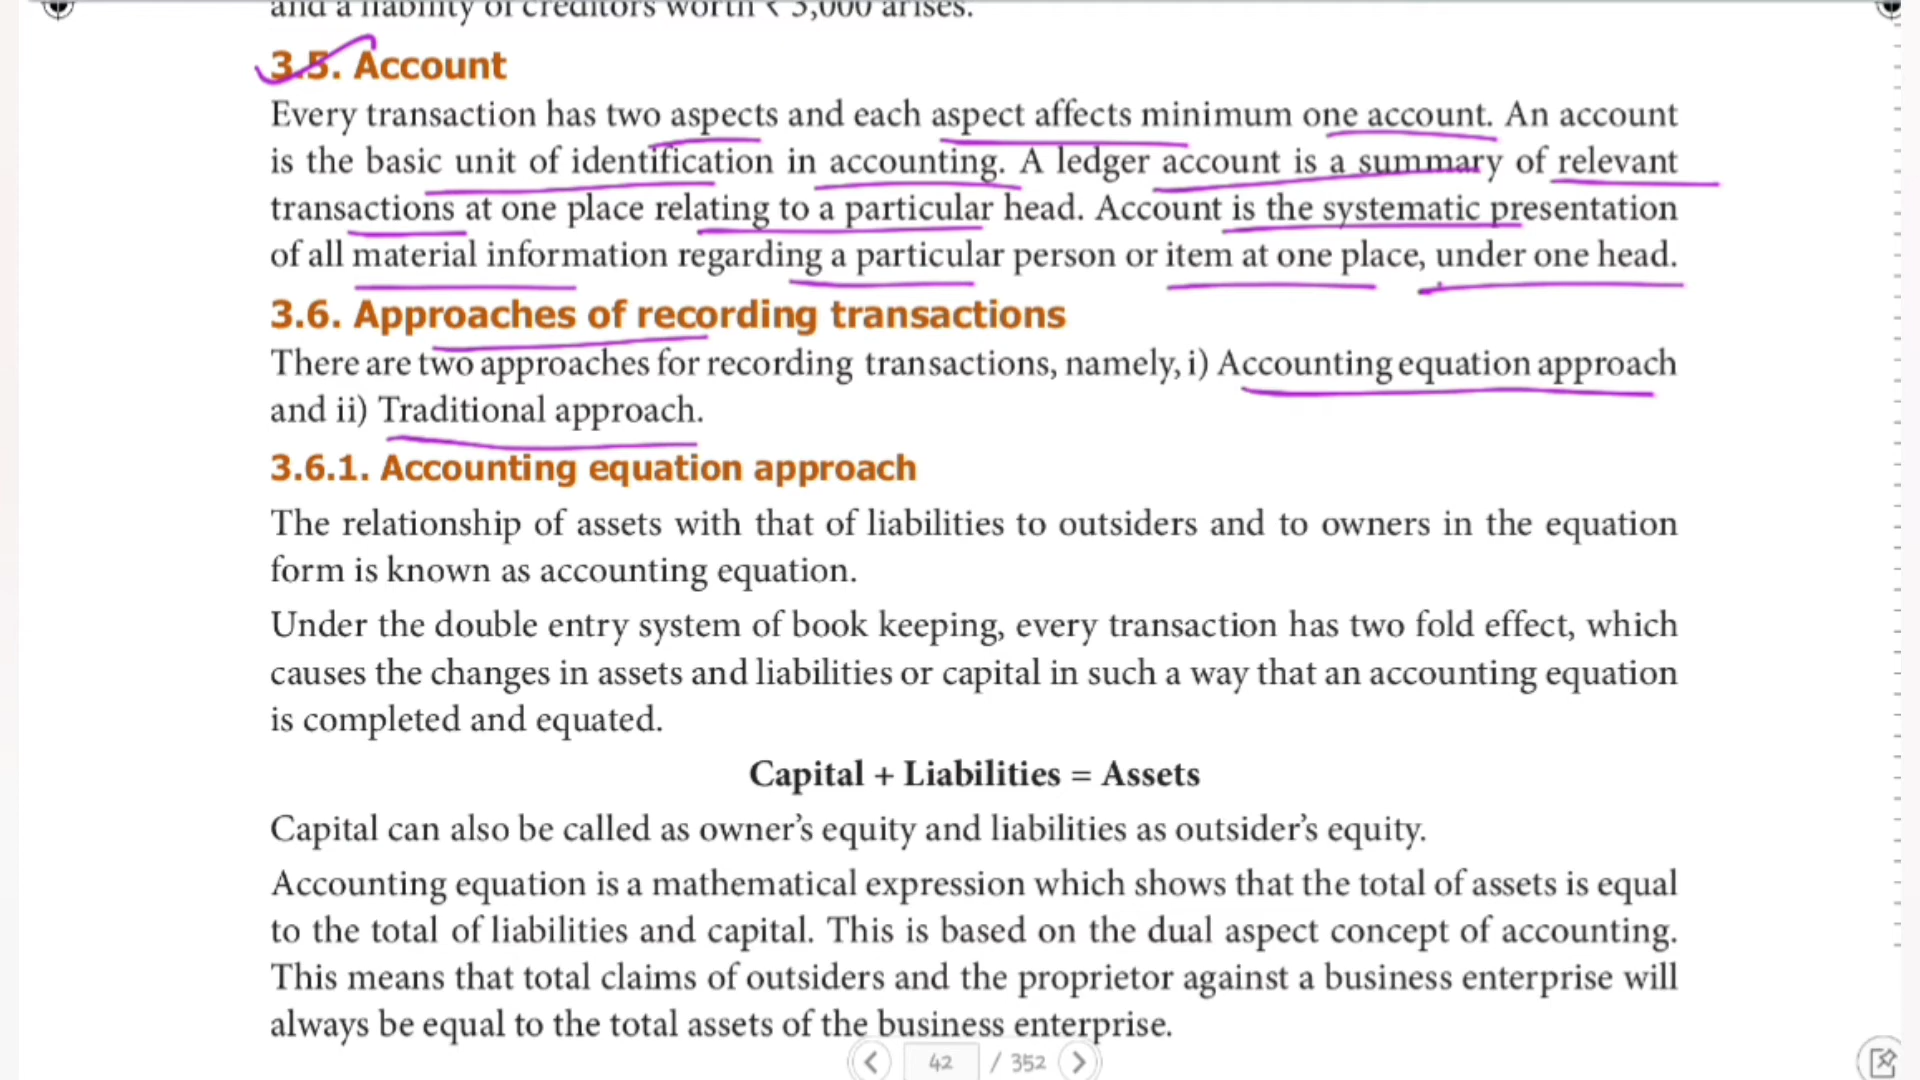 and a liability of creditors worth ₹ 5,000 arises.
3.5. Account
Every transaction has two aspects and each aspect affects minimum one account. An account
is the basic unit of identification in accounting. A ledger account is a summary of relevant
transactions at one place relating to a particular head. Account is the systematic presentation
of all material information regarding a particular person or item at one place, under one head.
3.6. Approaches of recording transactions
There are two approaches for recording transactions, namely, i) Accounting equation approach
and ii) Traditional approach.
3.6.1. Accounting equation approach
The relationship of assets with that of liabilities to outsiders and to owners in the equation
form is known as accounting equation.
Under the double entry system of book keeping, every transaction has two fold effect, which
causes the changes in assets and liabilities or capital in such a way that an accounting equation
is completed and equated.
Capital + Liabilities = Assets
Capital can also be called as owner’s equity and liabilities as outsider’s equity.
Accounting equation is a mathematical expression which shows that the total of assets is equal
to the total of liabilities and capital. This is based on the dual aspect concept of accounting.
This means that total claims of outsiders and the proprietor against a business enterprise will
always be equal to the total assets of the business enterprise.
42 / 352